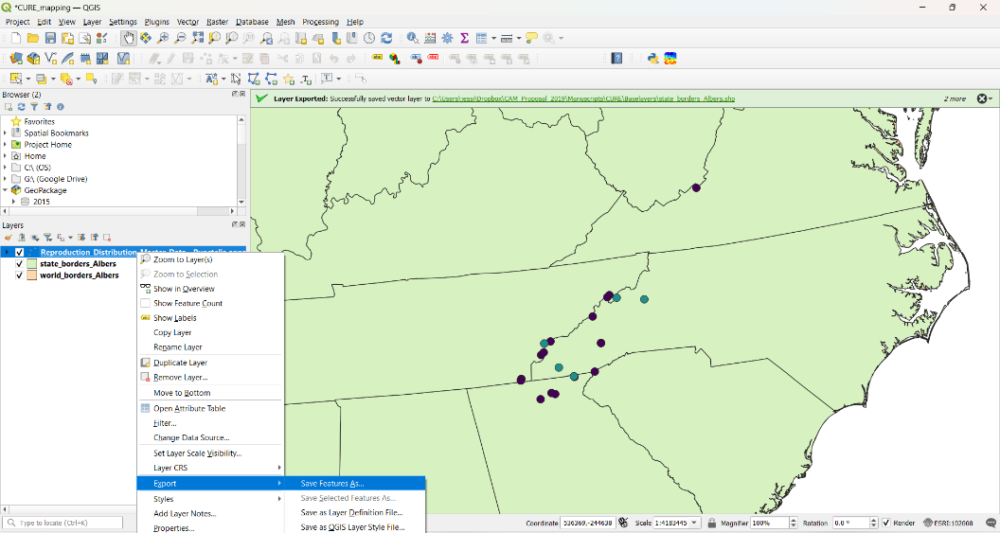 *CURE_mapping — QGIS
Project Edit View Layer Settings Plugins Vector Raster Database Mesh Processing Help
Browser (2)
Layer Exported: Successfully saved vector layer to C:\Users\jessi\Dropbox\CAM_Proposal_2019\Manuscripts\CURE\Baselayers\state_borders_Albers.shp
2 more
Favorites
Spatial Bookmarks
Project Home
Home
C:\ (OS)
G:\ (Google Drive)
GeoPackage
2015
Layers
Reproduction_Distribution_Master_Data
state_borders_Albers
world_borders_Albers
Zoom to Layer(s)
Zoom to Selection
Show in Overview
Show Feature Count
Show Labels
Copy Layer
Rename Layer
Duplicate Layer
Remove Layer...
Move to Bottom
Open Attribute Table
Filter...
Change Data Source...
Set Layer Scale Visibility...
Layer CRS
Export
Styles
Add Layer Notes...
Properties...
Save Features As...
Save Selected Features As...
Save as Layer Definition File...
Save as QGIS Layer Style File...
Type to locate (Ctrl+K)
Coordinate 536369,-244638 Scale 1:4183445 Magnifier 100% Rotation 0.0 ° Render ESRI:102008